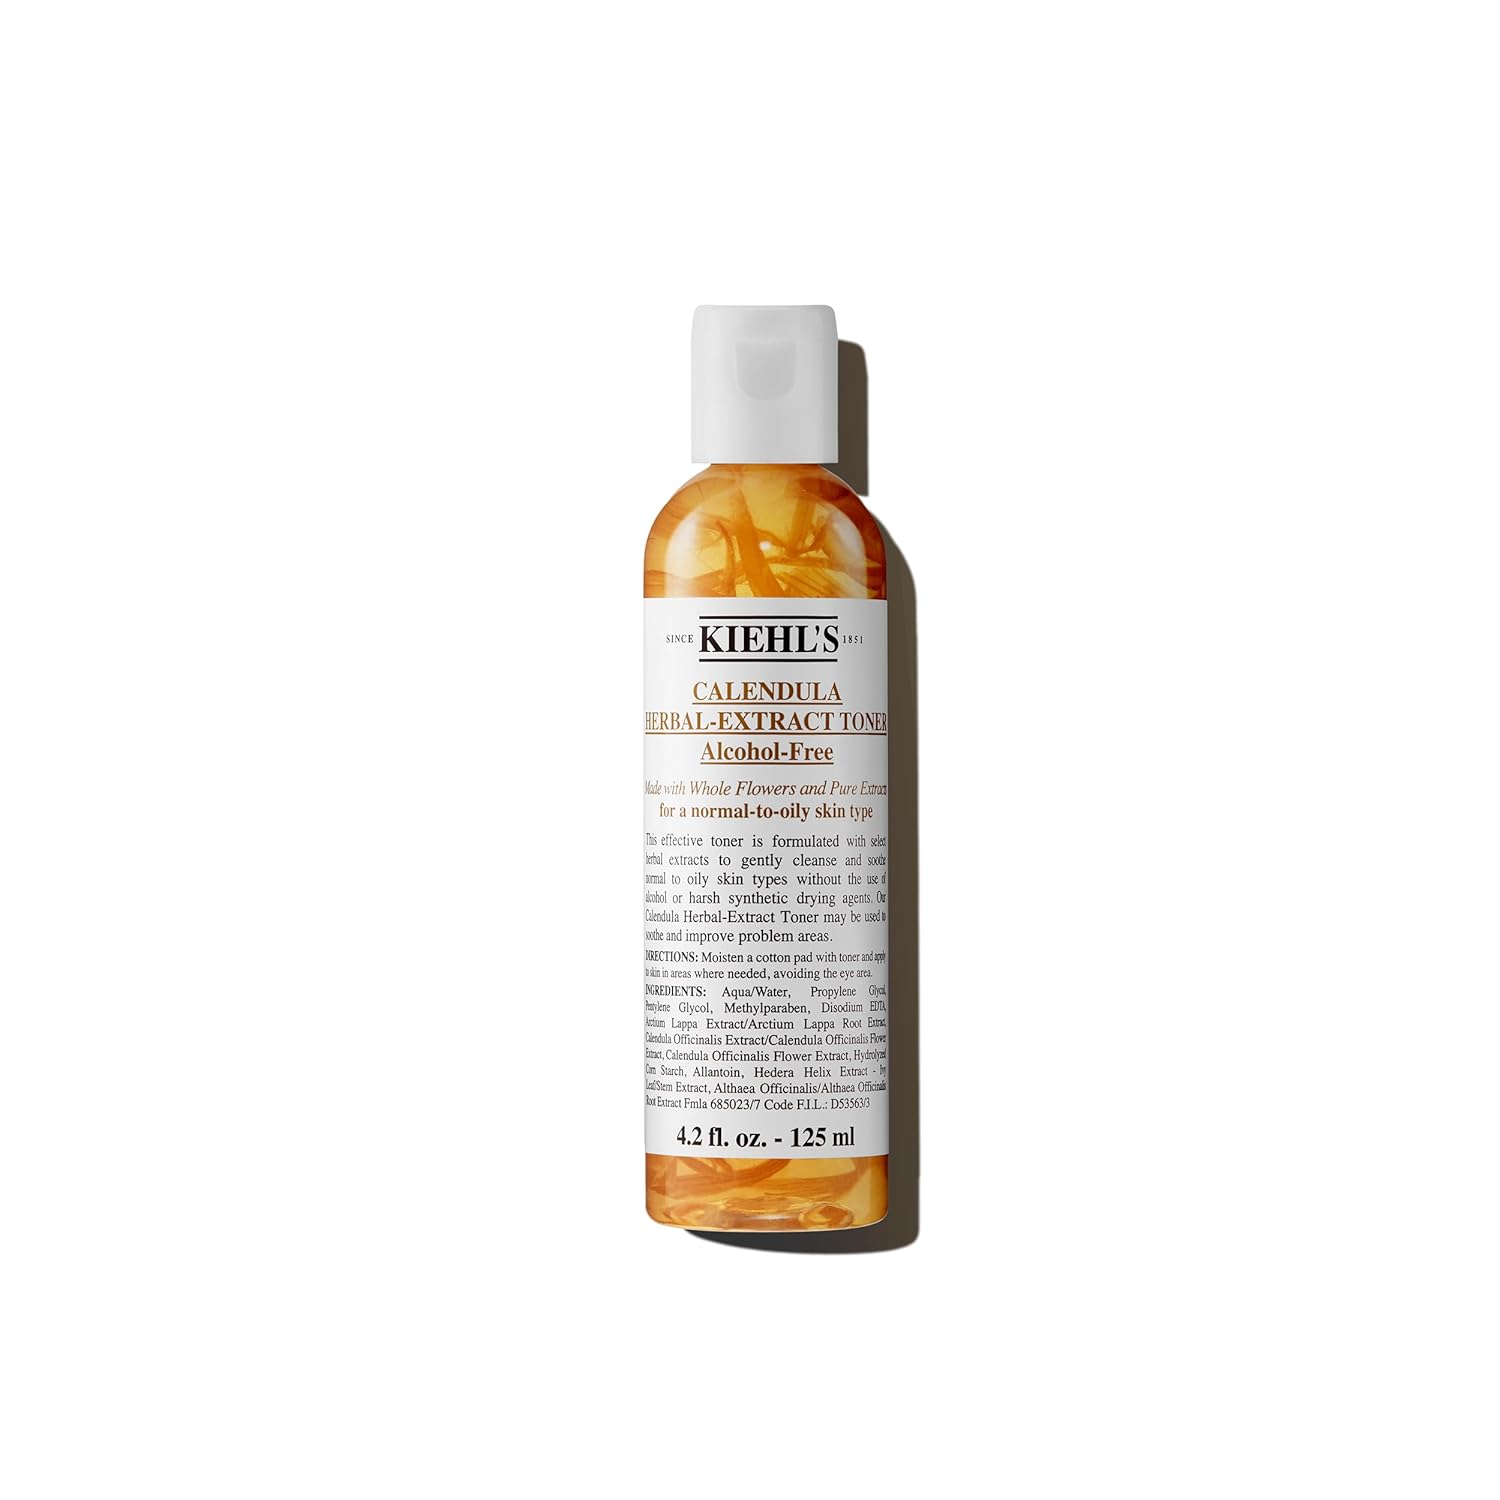 SINCE KIEHL'S 1851
CALENDULA
HERBAL-EXTRACT TONER
Alcohol-Free
Made with Whole Flowers and Pure Extracts
for a normal-to-oily skin type
This effective toner is formulated with select
herbal extracts to gently cleanse and soothe
normal to oily skin types without the use of
alcohol or harsh synthetic drying agents. Our
Calendula Herbal-Extract Toner may be used to
soothe and improve problem areas.
DIRECTIONS: Moisten a cotton pad with toner and apply
to skin in areas where needed, avoiding the eye area.
INGREDIENTS: Aqua/Water, Propylene Glycol,
Pentylene Glycol, Methylparaben, Disodium EDTA,
Arctium Lappa Extract/Arctium Lappa Root Extract,
Calendula Officinalis Extract/Calendula Officinalis Flower
Extract, Calendula Officinalis Flower Extract, Hydrolyzed
Corn Starch, Allantoin, Hedera Helix Extract - Ivy
Leaf/Stem Extract, Althaea Officinalis/Althaea Officinalis
Root Extract Fmla 685023/7 Code F.I.L.: D53563/3
4.2 fl. oz. - 125 ml